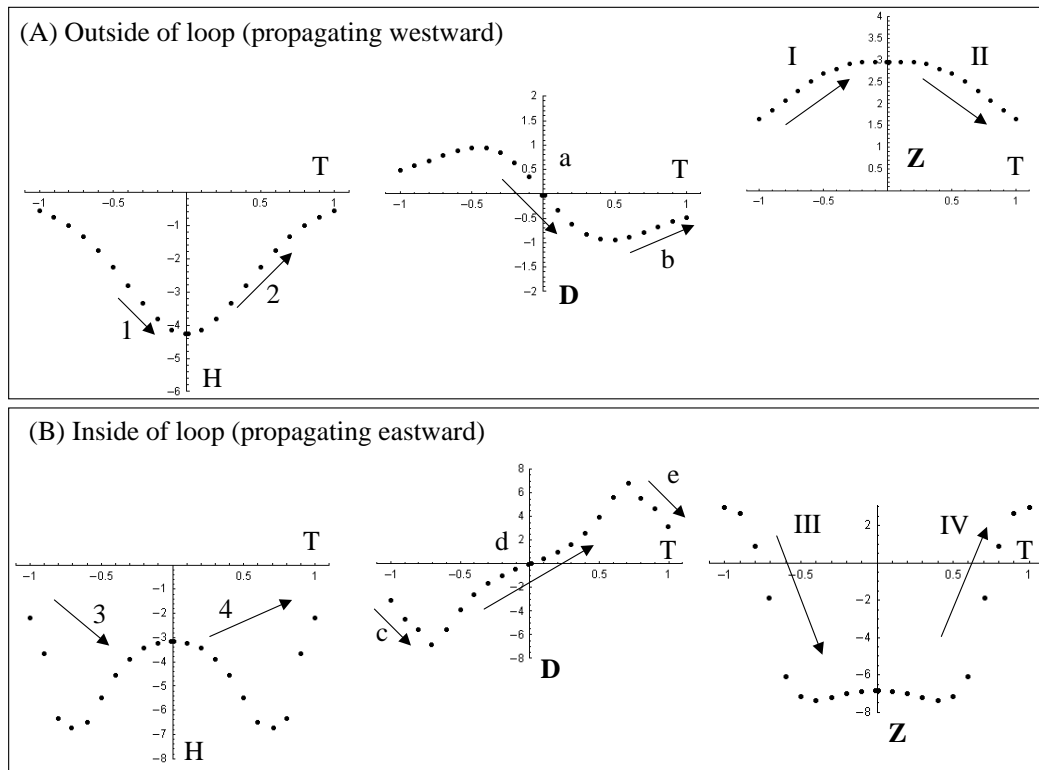 (A) Outside of loop (propagating westward)
T
−1 −0.5 0.5 1
−1
−2
−3
−4
−5
−6
1
2
H
2
1.5
1
0.5
a
T
−1 −0.5 0.5 1
−0.5
−1
−1.5
−2
b
D
4
3.5
3
2.5
2
1.5
1
0.5
I
II
Z
T
−1 −0.5 0.5 1
(B) Inside of loop (propagating eastward)
T
−1 −0.5 0.5 1
−1
−2
−3
−4
−5
−6
−7
−8
3
4
H
8
6
4
2
e
d
T
−1 −0.5 0.5 1
−2
−4
−6
−8
c
D
III
IV
2
T
−1 −0.5 0.5 1
−2
−4
−6
−8
Z